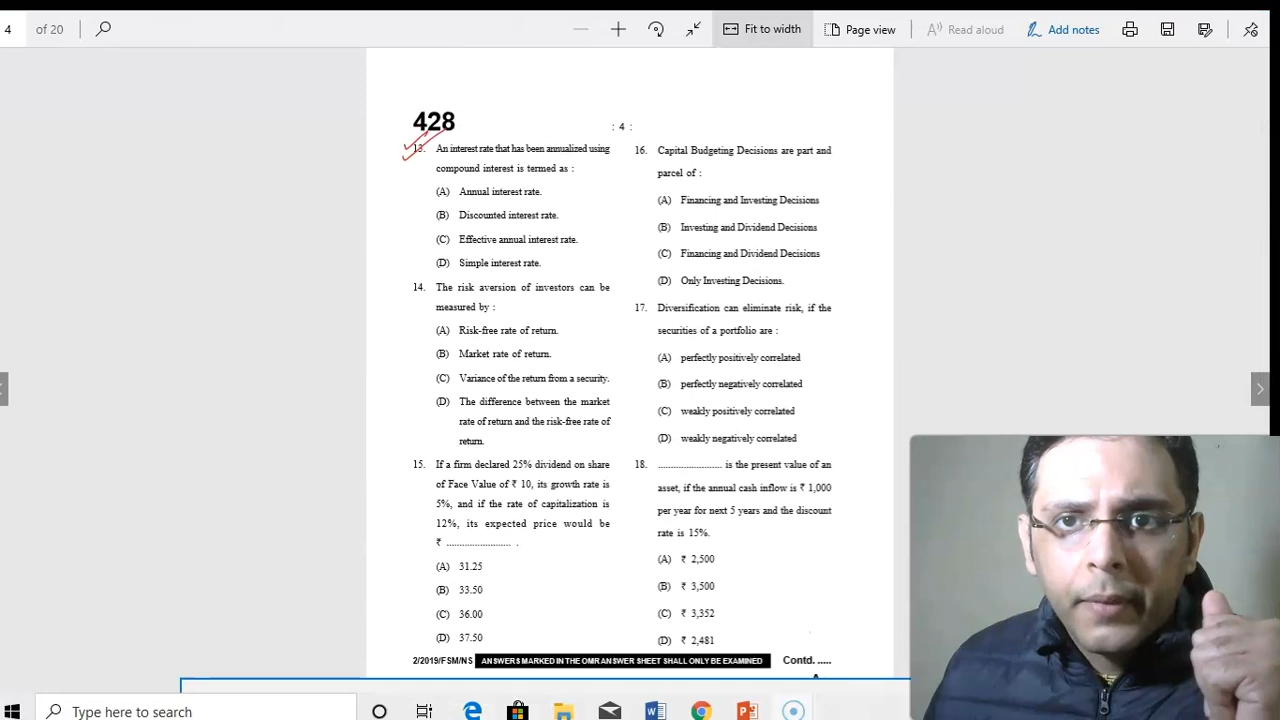 4 of 20
Fit to width
Page view
Read aloud
Add notes
428
: 4 :
13. An interest rate that has been annualized using
compound interest is termed as :
(A) Annual interest rate.
(B) Discounted interest rate.
(C) Effective annual interest rate.
(D) Simple interest rate.
14. The risk aversion of investors can be
measured by :
(A) Risk-free rate of return.
(B) Market rate of return.
(C) Variance of the return from a security.
(D) The difference between the market
rate of return and the risk-free rate of
return.
15. If a firm declared 25% dividend on share
of Face Value of ₹ 10, its growth rate is
5%, and if the rate of capitalization is
12%, its expected price would be
₹ ........................ .
(A) 31.25
(B) 33.50
(C) 36.00
(D) 37.50
16. Capital Budgeting Decisions are part and
parcel of :
(A) Financing and Investing Decisions
(B) Investing and Dividend Decisions
(C) Financing and Dividend Decisions
(D) Only Investing Decisions.
17. Diversification can eliminate risk, if the
securities of a portfolio are :
(A) perfectly positively correlated
(B) perfectly negatively correlated
(C) weakly positively correlated
(D) weakly negatively correlated
18. ........................ is the present value of an
asset, if the annual cash inflow is ₹ 1,000
per year for next 5 years and the discount
rate is 15%.
(A) ₹ 2,500
(B) ₹ 3,500
(C) ₹ 3,352
(D) ₹ 2,481
2/2019/FSM/NS ANSWERS MARKED IN THE OMR ANSWER SHEET SHALL ONLY BE EXAMINED Contd. .....
Type here to search